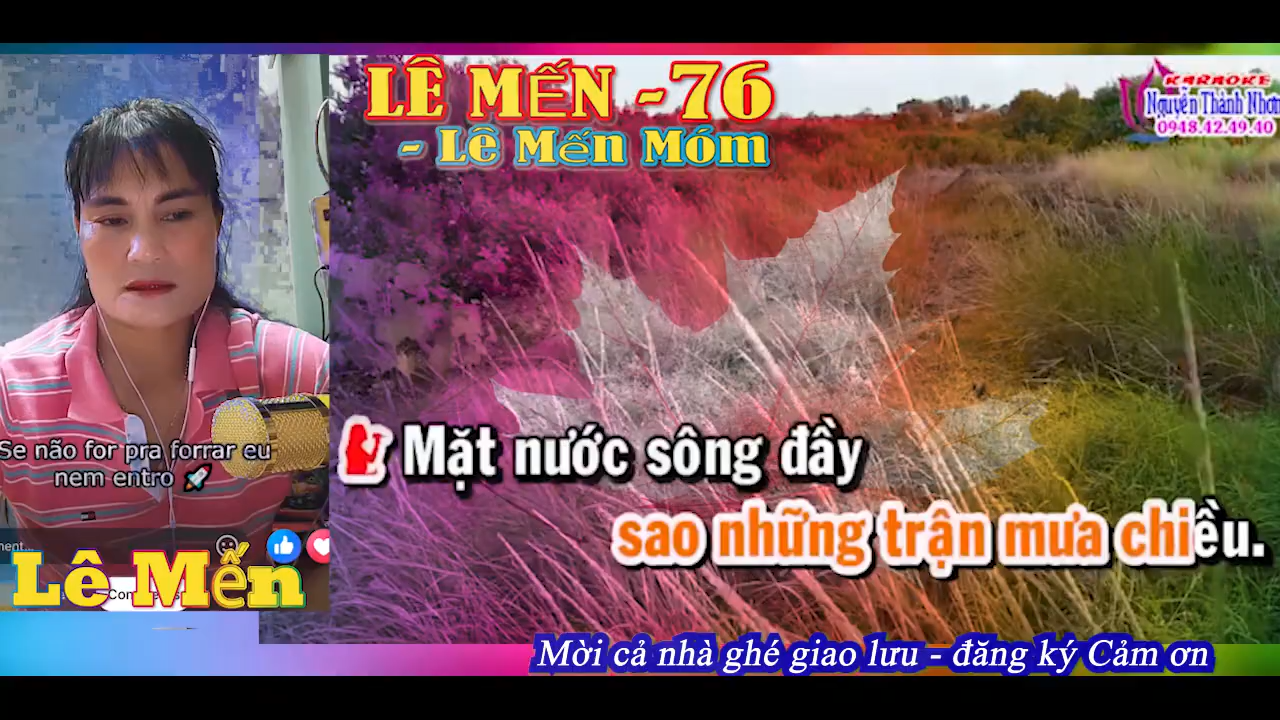 LÊ MẾN -76
- Lê Mến Móm
KARAOKE
Nguyễn Thành Nhơn
0948.42.49.40
Mặt nước sông đầy
sao những trận mưa chiều.
Se não for pra forrar eu
nem entro 🚀
Lê Mến
Mời cả nhà ghé giao lưu - đăng ký Cảm ơn